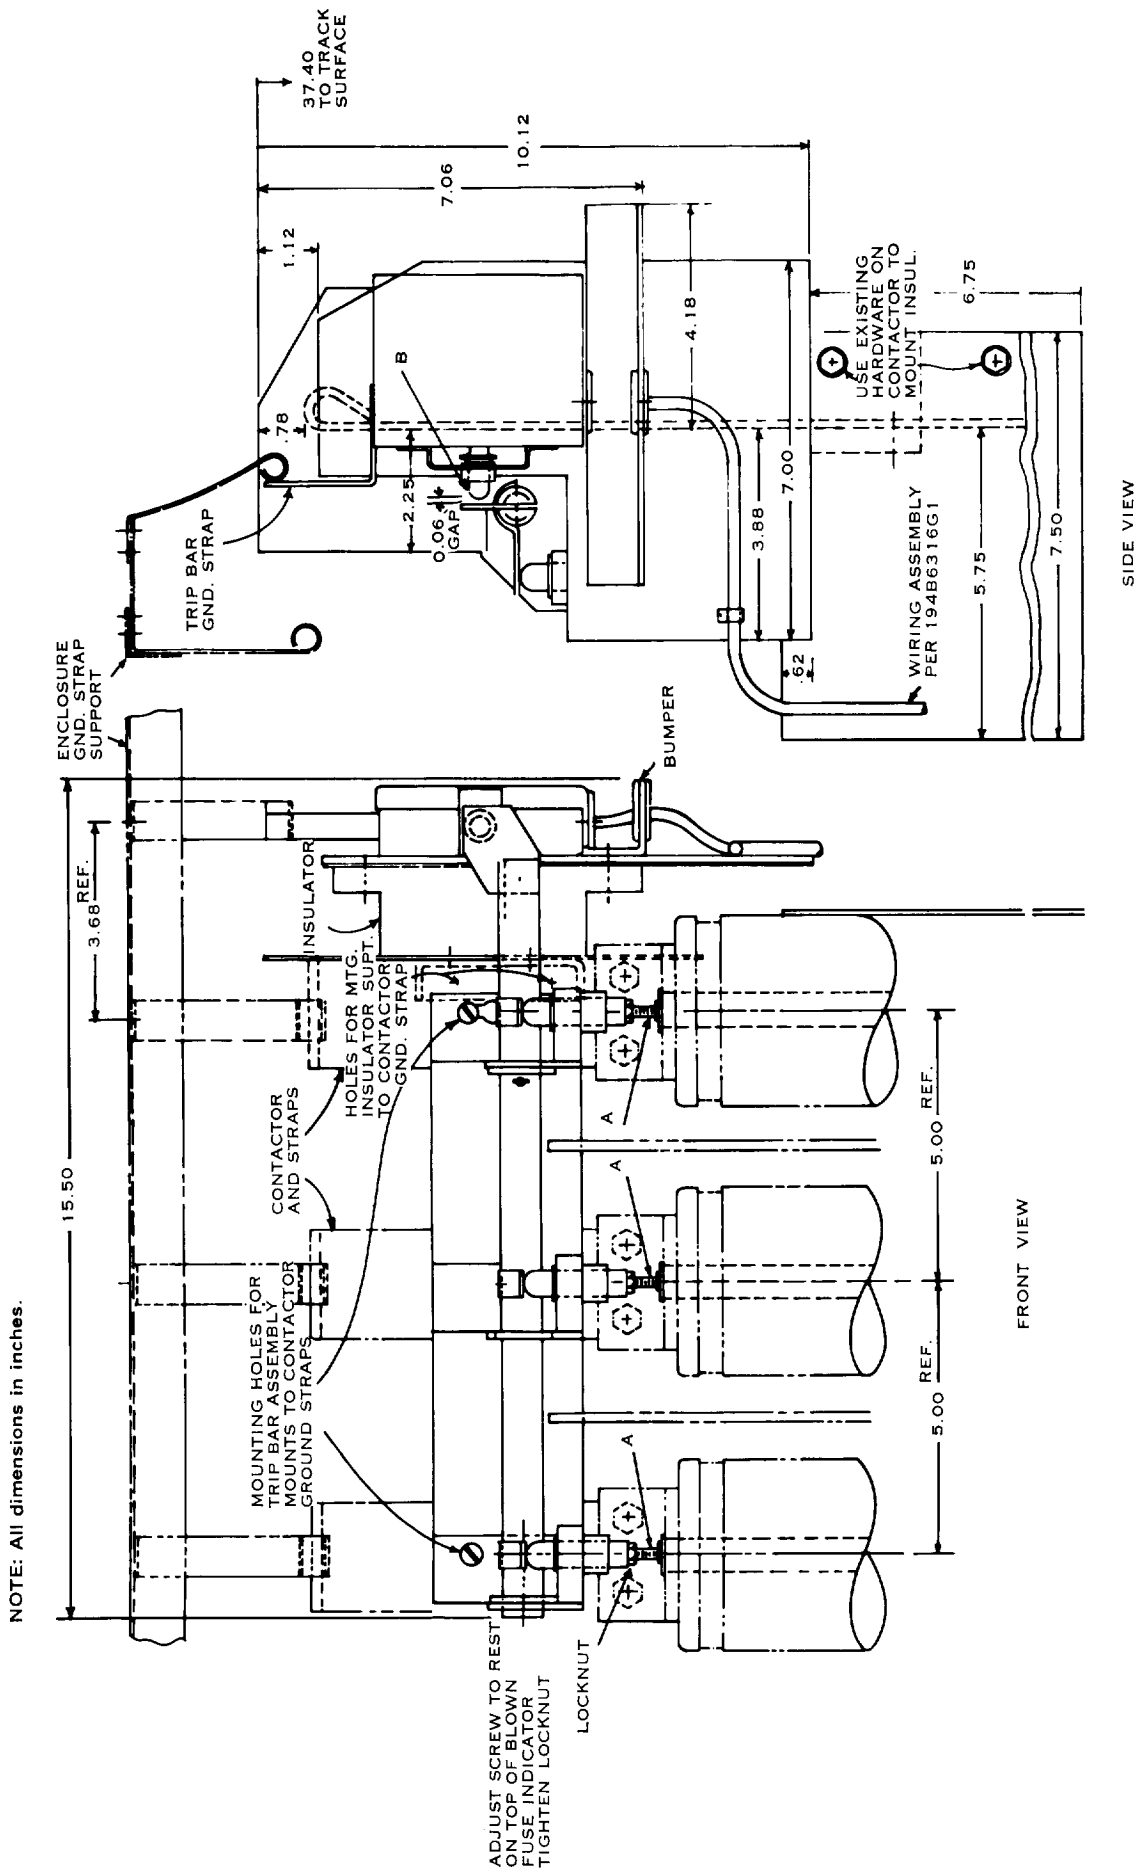 NOTE: All dimensions in inches.
15.50
3.68 REF.
ENCLOSURE
GND. STRAP
SUPPORT
MOUNTING HOLES FOR
TRIP BAR ASSEMBLY
MOUNTS TO CONTACTOR
GROUND STRAPS
CONTACTOR
AND STRAPS
HOLES FOR MTG.
INSULATOR SUPT.
TO CONTACTOR
GND. STRAP
INSULATOR
ADJUST SCREW TO REST
ON TOP OF BLOWN
FUSE INDICATOR
TIGHTEN LOCKNUT
LOCKNUT
A
A
A
BUMPER
5.00 REF.
5.00 REF.
FRONT VIEW
TRIP BAR
GND. STRAP
37.40
TO TRACK
SURFACE
1.12
.78
7.06
10.12
2.25
0.06
GAP
B
4.18
3.88
7.00
.62
USE EXISTING
HARDWARE ON
CONTACTOR TO
MOUNT INSUL.
6.75
WIRING ASSEMBLY
PER 194B6316G1
5.75
7.50
SIDE VIEW